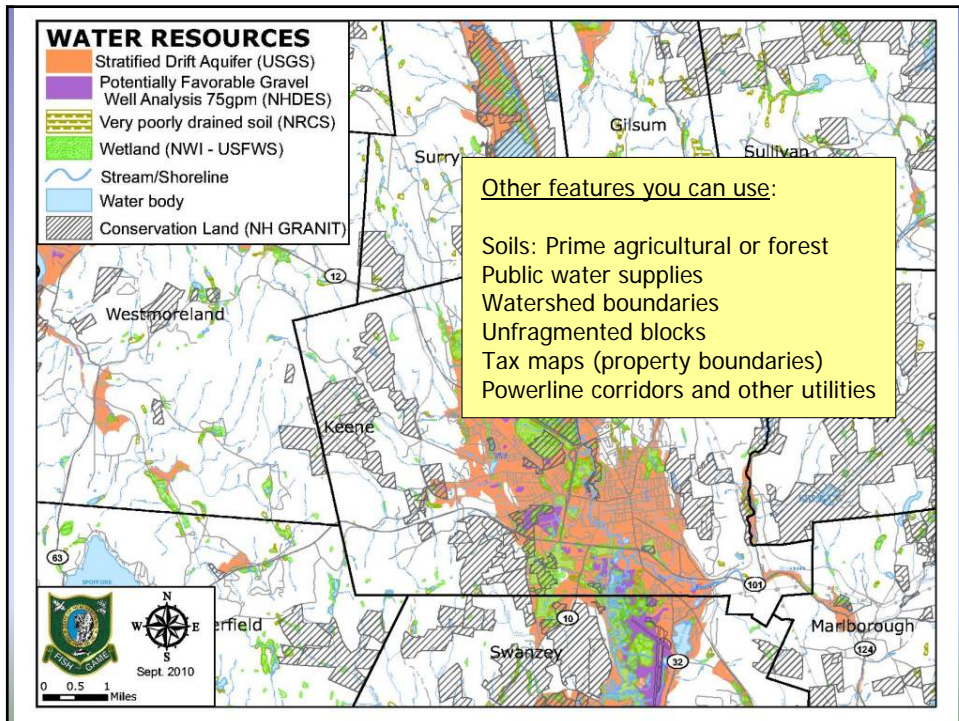 WATER RESOURCES
Stratified Drift Aquifer (USGS)
Potentially Favorable Gravel
Well Analysis 75gpm (NHDES)
Very poorly drained soil (NRCS)
Wetland (NWI - USFWS)
Stream/Shoreline
Water body
Conservation Land (NH GRANIT)
Gilsum
Surry
Sullivan
Other features you can use:
Soils: Prime agricultural or forest
Public water supplies
Watershed boundaries
Unfragmented blocks
Tax maps (property boundaries)
Powerline corridors and other utilities
12
Westmoreland
Keene
63
SPOFFORD
101
10
erfield
Swanzey
32
Marlborough
124
FISH GAME
N
W E
S
Sept. 2010
0 0.5 1
Miles